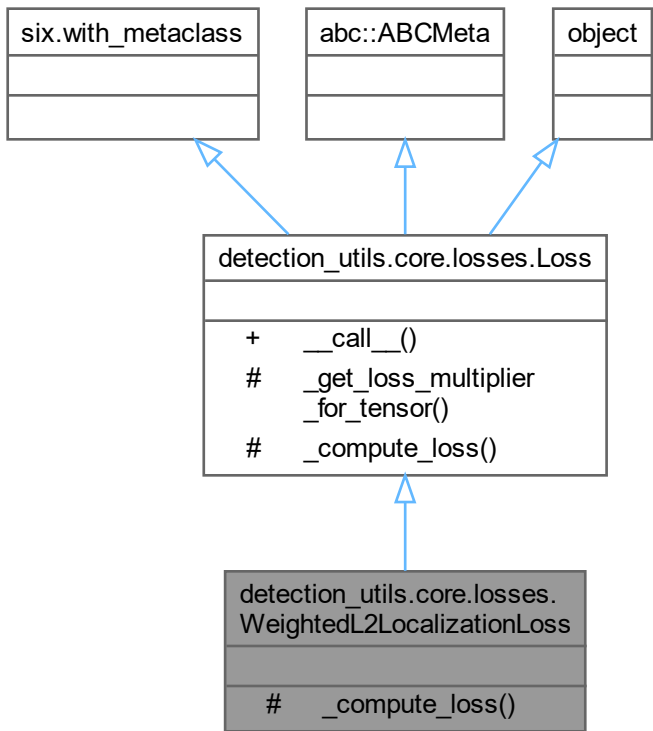 six.with_metaclass
abc::ABCMeta
object
detection_utils.core.losses.Loss
+ __call__()
# _get_loss_multiplier
_for_tensor()
# _compute_loss()
detection_utils.core.losses.
WeightedL2LocalizationLoss
# _compute_loss()